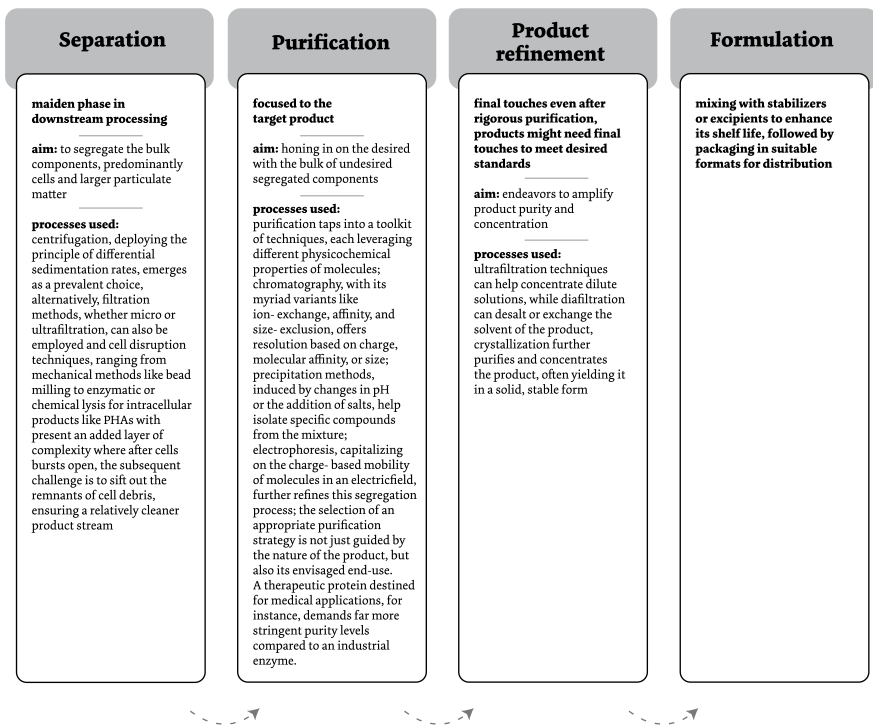 Separation
maiden phase in
downstream processing
aim: to segregate the bulk
components, predominantly
cells and larger particulate
matter
processes used:
centrifugation, deploying the
principle of differential
sedimentation rates, emerges
as a prevalent choice,
alternatively, filtration
methods, whether micro or
ultrafiltration, can also be
employed and cell disruption
techniques, ranging from
mechanical methods like bead
milling to enzymatic or
chemical lysis for intracellular
products like PHAs with
present an added layer of
complexity where after cells
bursts open, the subsequent
challenge is to sift out the
remnants of cell debris,
ensuring a relatively cleaner
product stream
Purification
focused to the
target product
aim: honing in on the desired
with the bulk of undesired
segregated components
processes used:
purification taps into a toolkit
of techniques, each leveraging
different physicochemical
properties of molecules;
chromatography, with its
myriad variants like
ion- exchange, affinity, and
size- exclusion, offers
resolution based on charge,
molecular affinity, or size;
precipitation methods,
induced by changes in pH
or the addition of salts, help
isolate specific compounds
from the mixture;
electrophoresis, capitalizing
on the charge- based mobility
of molecules in an electricfield,
further refines this segregation
process; the selection of an
appropriate purification
strategy is not just guided by
the nature of the product, but
also its envisaged end-use.
A therapeutic protein destined
for medical applications, for
instance, demands far more
stringent purity levels
compared to an industrial
enzyme.
Product
refinement
final touches even after
rigorous purification,
products might need final
touches to meet desired
standards
aim: endeavors to amplify
product purity and
concentration
processes used:
ultrafiltration techniques
can help concentrate dilute
solutions, while diafiltration
can desalt or exchange the
solvent of the product,
crystallization further
purifies and concentrates
the product, often yielding it
in a solid, stable form
Formulation
mixing with stabilizers
or excipients to enhance
its shelf life, followed by
packaging in suitable
formats for distribution